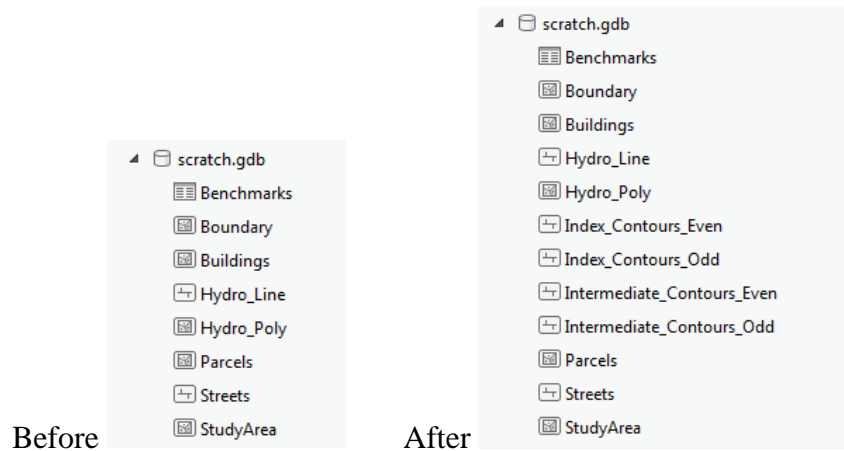 Before
scratch.gdb
Benchmarks
Boundary
Buildings
Hydro_Line
Hydro_Poly
Parcels
Streets
StudyArea
After
scratch.gdb
Benchmarks
Boundary
Buildings
Hydro_Line
Hydro_Poly
Index_Contours_Even
Index_Contours_Odd
Intermediate_Contours_Even
Intermediate_Contours_Odd
Parcels
Streets
StudyArea